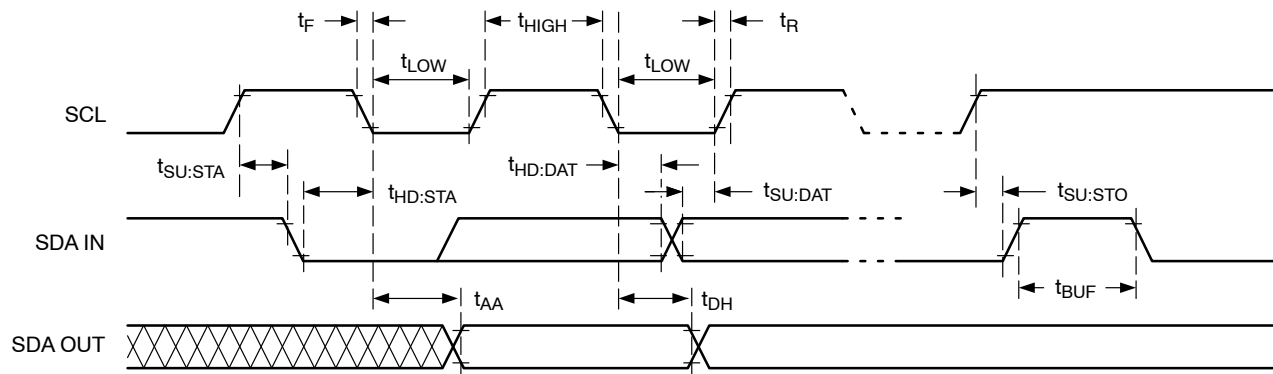 tF
tHIGH
tR
tLOW
tLOW
SCL
tSU:STA
tHD:DAT
tHD:STA
tSU:DAT
tSU:STO
SDA IN
tBUF
tAA
tDH
SDA OUT